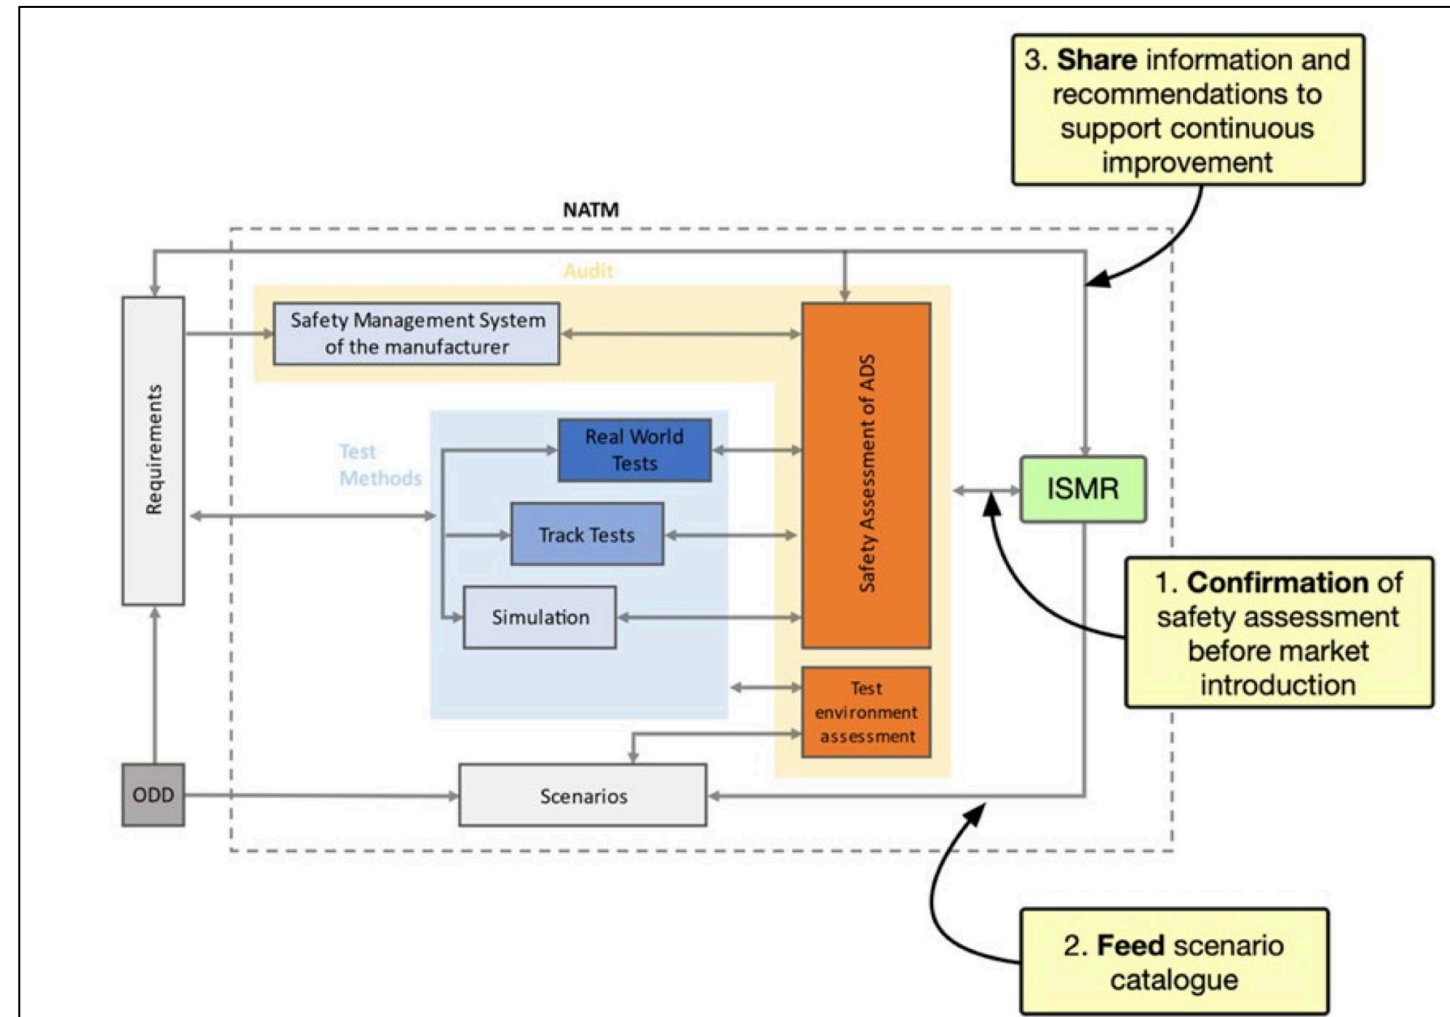 3. Share information and
recommendations to
support continuous
improvement
NATM
Audit
Safety Management System
of the manufacturer
Requirements
Safety Assessment of ADS
Real World
Tests
Test
Methods
Track Tests
ISMR
Simulation
1. Confirmation of
safety assessment
before market
introduction
Test
environment
assessment
ODD
Scenarios
2. Feed scenario
catalogue